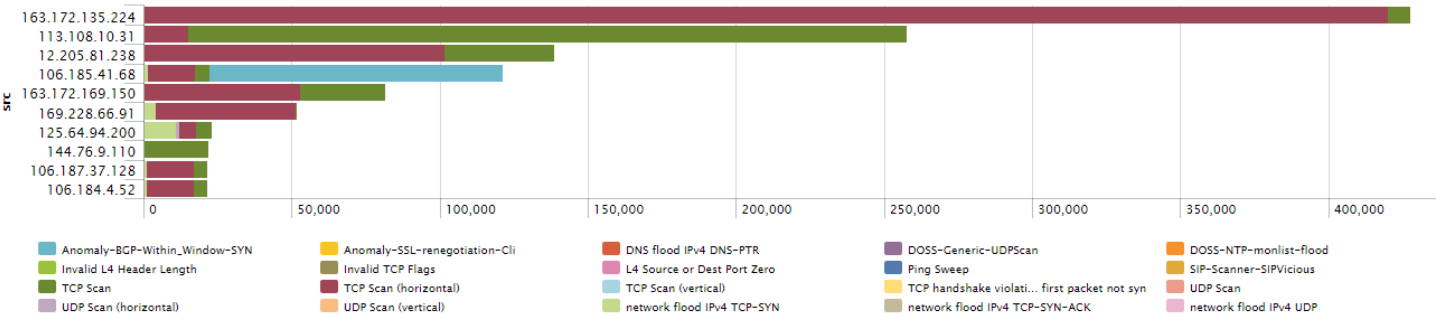 src
163.172.135.224
113.108.10.31
12.205.81.238
106.185.41.68
163.172.169.150
169.228.66.91
125.64.94.200
144.76.9.110
106.187.37.128
106.184.4.52
0 50,000 100,000 150,000 200,000 250,000 300,000 350,000 400,000
Anomaly-BGP-Within_Window-SYN Anomaly-SSL-renegotiation-Cli DNS flood IPv4 DNS-PTR DOSS-Generic-UDPScan DOSS-NTP-monlist-flood
Invalid L4 Header Length Invalid TCP Flags L4 Source or Dest Port Zero Ping Sweep SIP-Scanner-SIPVicious
TCP Scan TCP Scan (horizontal) TCP Scan (vertical) TCP handshake violati... first packet not syn UDP Scan
UDP Scan (horizontal) UDP Scan (vertical) network flood IPv4 TCP-SYN network flood IPv4 TCP-SYN-ACK network flood IPv4 UDP